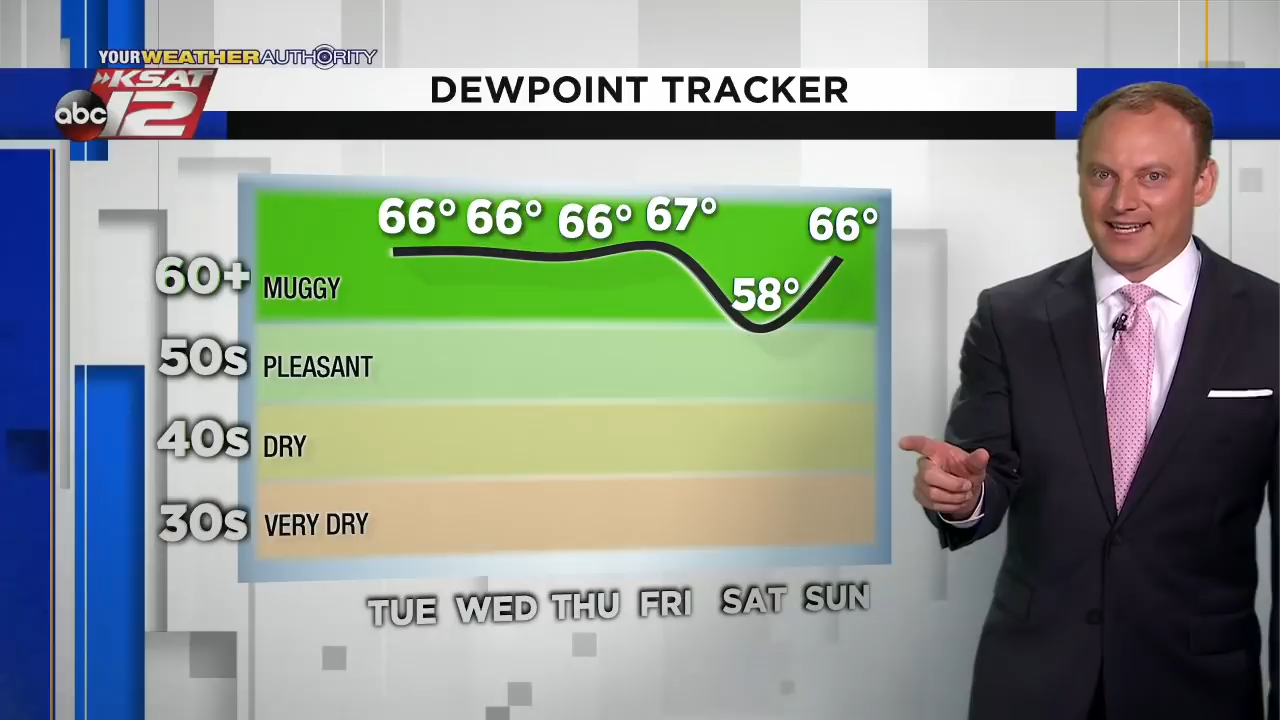 YOUR WEATHER AUTHORITY
KSAT
abc 12
DEWPOINT TRACKER
66° 66° 66° 67° 58° 66°
60+ MUGGY
50s PLEASANT
40s DRY
30s VERY DRY
TUE WED THU FRI SAT SUN